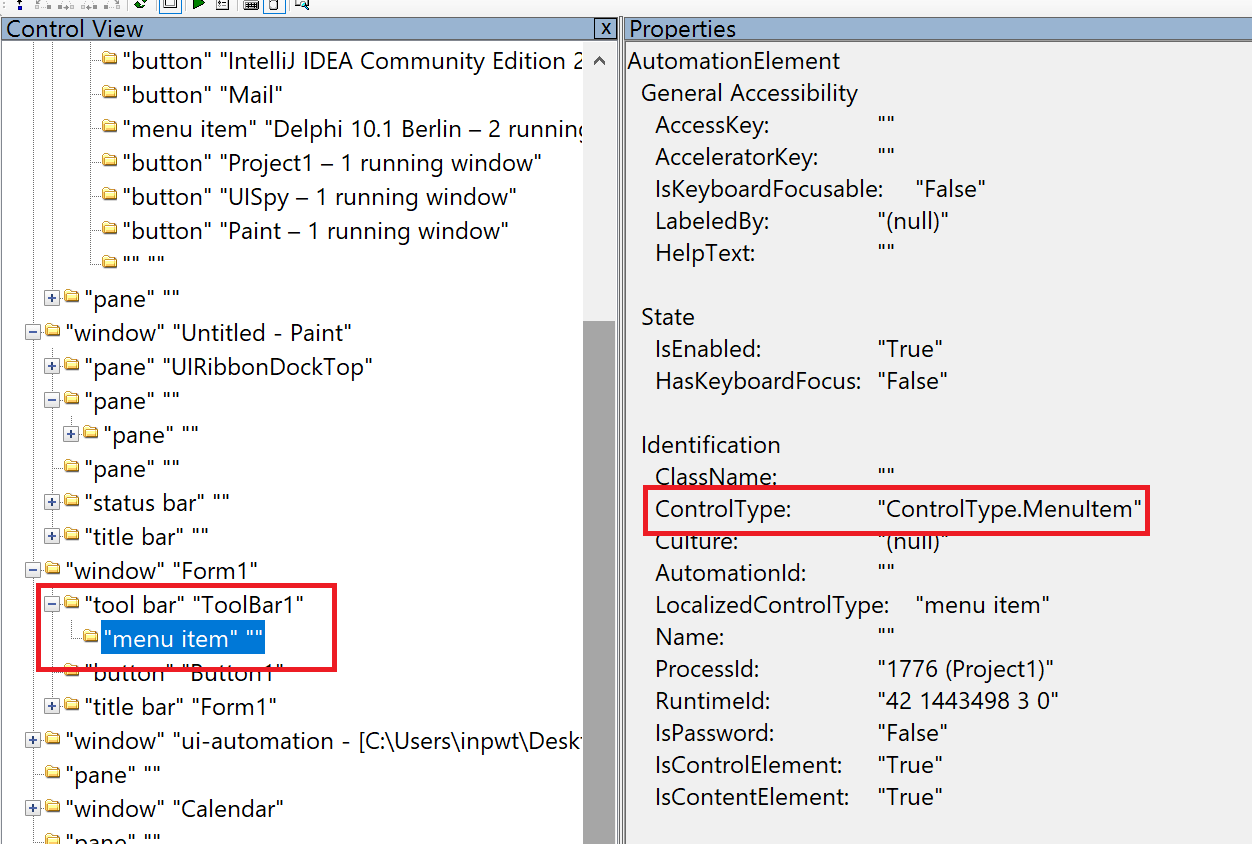 Control View
X
"button" "IntelliJ IDEA Community Edition 2
"button" "Mail"
"menu item" "Delphi 10.1 Berlin – 2 running
"button" "Project1 – 1 running window"
"button" "UISpy – 1 running window"
"button" "Paint – 1 running window"
"" ""
"pane" ""
"window" "Untitled - Paint"
"pane" "UIRibbonDockTop"
"pane" ""
"pane" ""
"pane" ""
"status bar" ""
"title bar" ""
"window" "Form1"
"tool bar" "ToolBar1"
"menu item" ""
"button" "Button1"
"title bar" "Form1"
"window" "ui-automation - [C:\Users\inpwt\Deskt
"pane" ""
"window" "Calendar"
"pane" ""
Properties
AutomationElement
General Accessibility
AccessKey: ""
AcceleratorKey: ""
IsKeyboardFocusable: "False"
LabeledBy: "(null)"
HelpText: ""
State
IsEnabled: "True"
HasKeyboardFocus: "False"
Identification
ClassName: ""
ControlType: "ControlType.MenuItem"
Culture: "(null)"
AutomationId: ""
LocalizedControlType: "menu item"
Name: ""
ProcessId: "1776 (Project1)"
RuntimeId: "42 1443498 3 0"
IsPassword: "False"
IsControlElement: "True"
IsContentElement: "True"